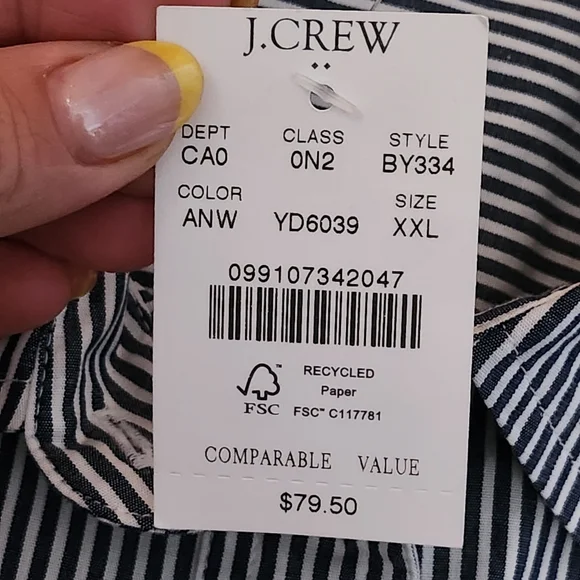 J.CREW
DEPT CLASS STYLE
CA0 0N2 BY334
COLOR SIZE
ANW YD6039 XXL
099107342047
RECYCLED
Paper
FSC™ C117781
FSC™
COMPARABLE VALUE
$79.50